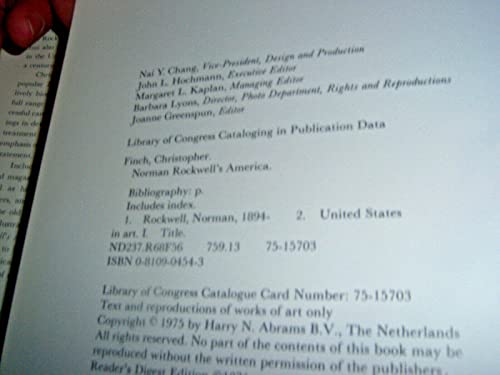 Nai Y. Chang, Vice-President, Design and Production
John L. Hochmann, Executive Editor
Margaret L. Kaplan, Managing Editor
Barbara Lyons, Director, Photo Department, Rights and Reproductions
Joanne Greenspun, Editor
Library of Congress Cataloging in Publication Data
Finch, Christopher.
Norman Rockwell's America.
Bibliography: p.
Includes index.
1. Rockwell, Norman, 1894- 2. United States
in art. I. Title.
ND237.R68F56 759.13 75-15703
ISBN 0-8109-0454-3
Library of Congress Catalogue Card Number: 75-15703
Text and reproductions of works of art only
Copyright © 1975 by Harry N. Abrams B.V., The Netherlands
All rights reserved. No part of the contents of this book may be
reproduced without the written permission of the publishers.
Reader's Digest Edition